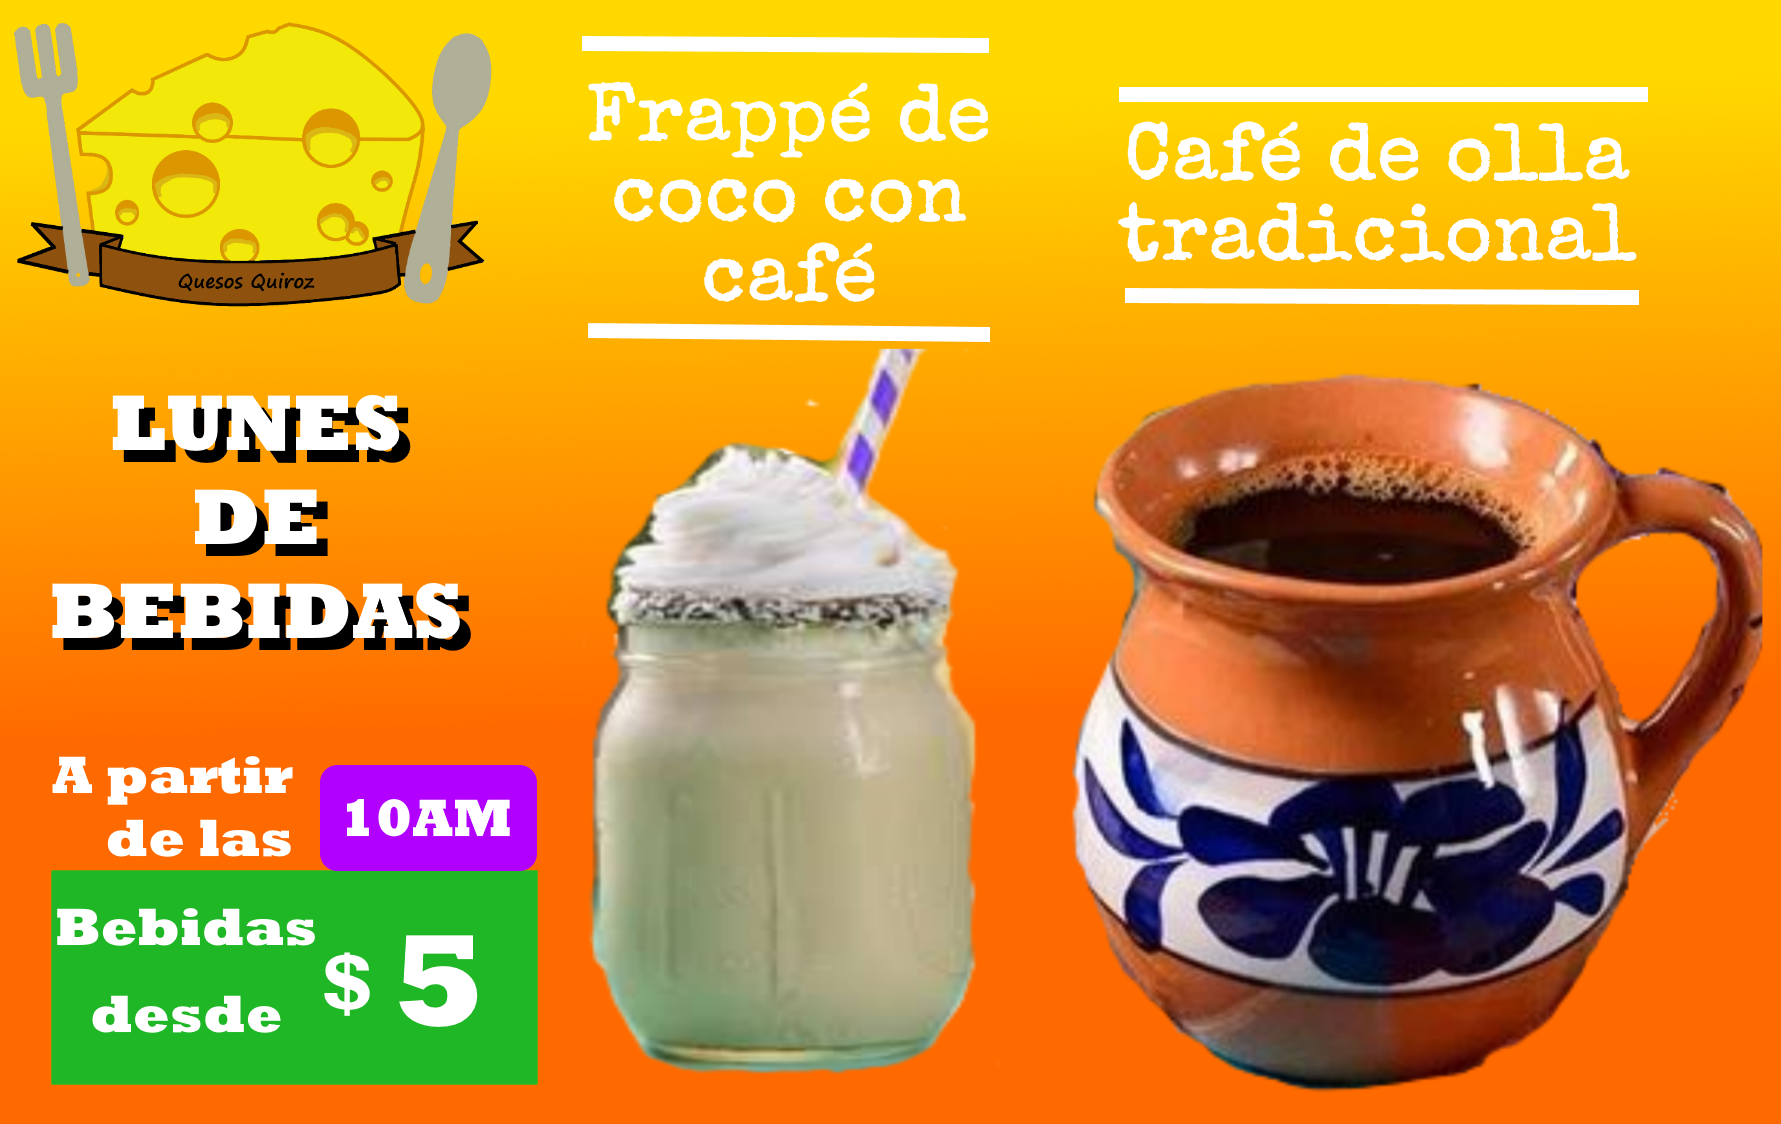 Quesos Quiroz
LUNES
DE
BEBIDAS
A partir
de las
10AM
Bebidas
desde
$ 5
Frappé de
coco con
café
Café de olla
tradicional